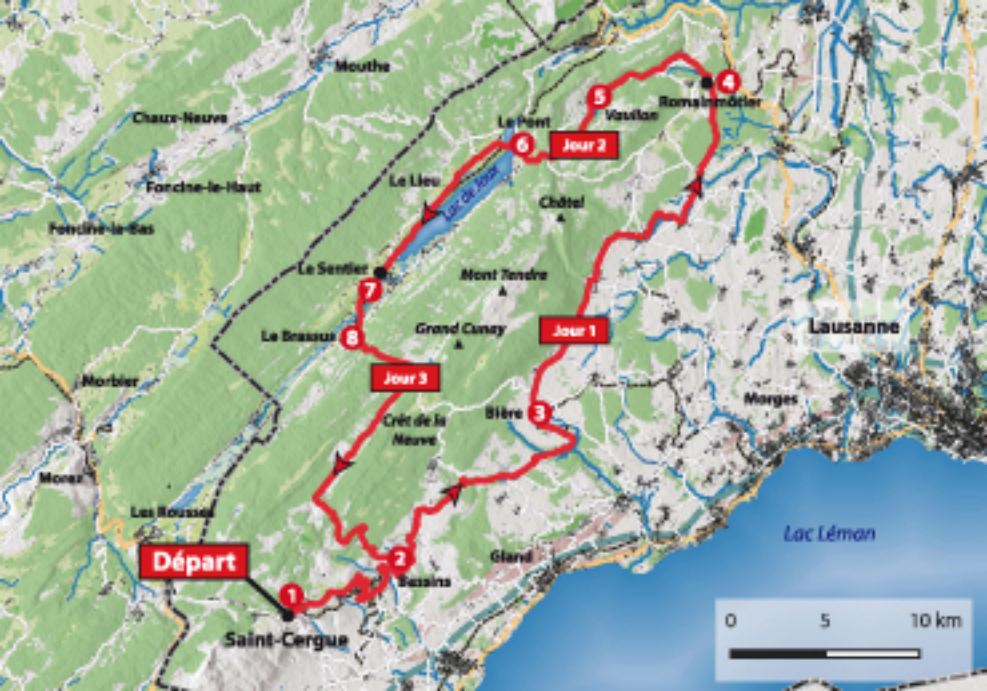 Mouthe
Chaux-Neuve
Foncine-le-Haut
Foncine-le-Bas
Le Pont
6
Jour 2
5
Vaulion
4
Romainmôtier
Le Lieu
Lac de Joux
Châtel
Le Sentier
7
Mont Tendre
Le Brassus
8
Grand Cunay
Jour 1
Lausanne
Jour 3
Morbier
Crêt de la
Neuve
Bière
3
Morges
Morez
Les Rousses
Départ
1
2
Bassins
Gland
Lac Léman
Saint-Cergue
0 5 10 km